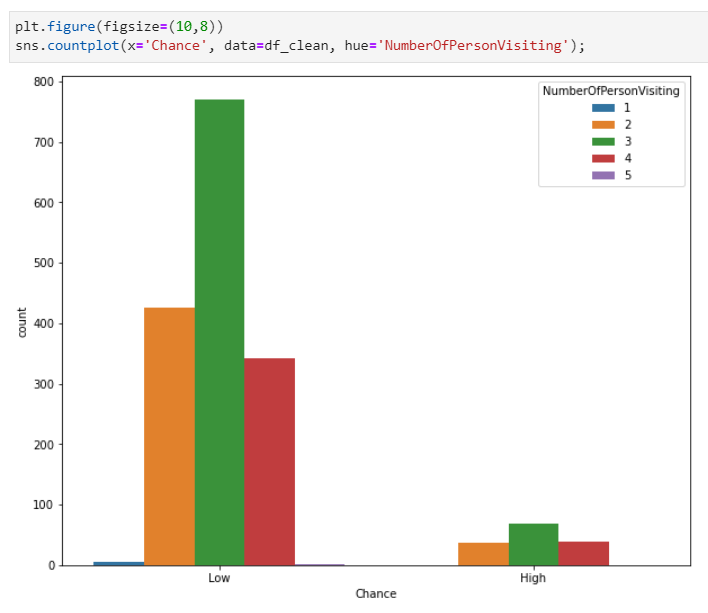 plt.figure(figsize=(10,8))
sns.countplot(x='Chance', data=df_clean, hue='NumberOfPersonVisiting');
NumberOfPersonVisiting
1
2
3
4
5
800
700
600
500
400
300
200
100
0
count
Low High
Chance